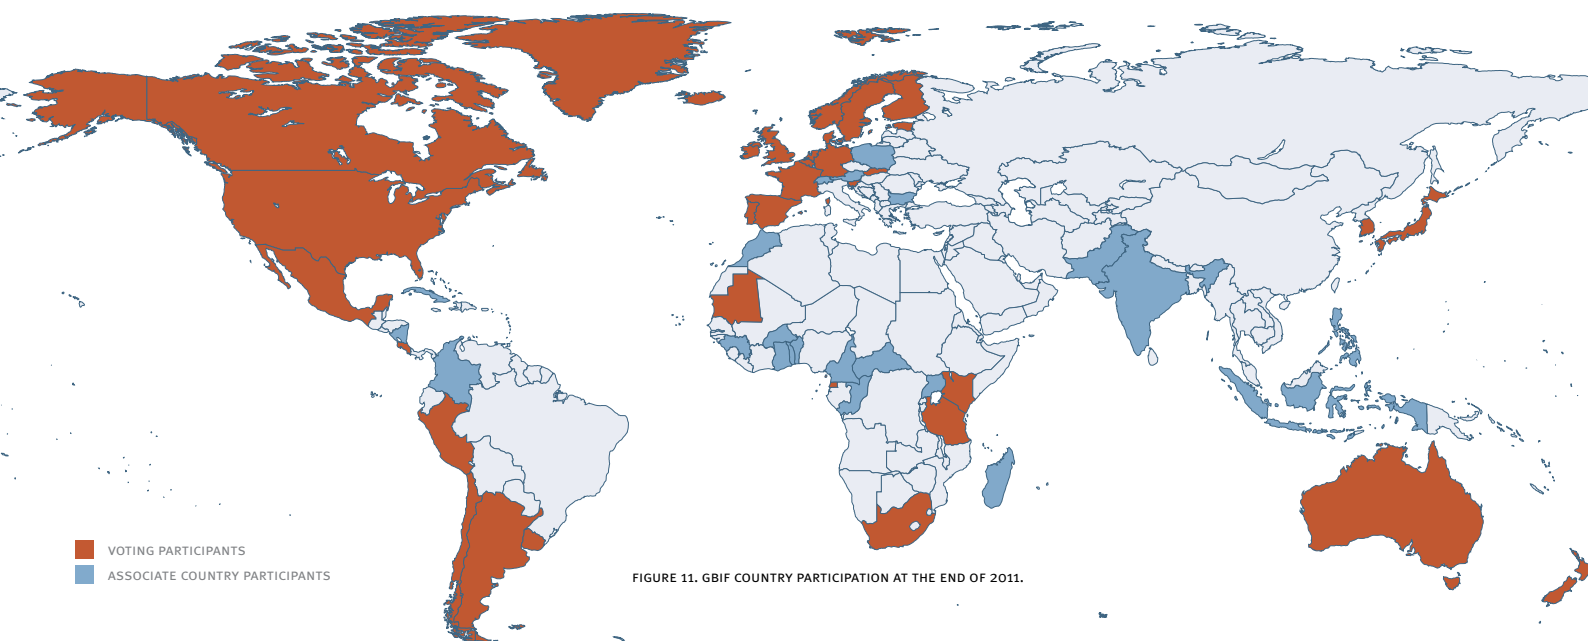 VOTING PARTICIPANTS
ASSOCIATE COUNTRY PARTICIPANTS
FIGURE 11. GBIF COUNTRY PARTICIPATION AT THE END OF 2011.